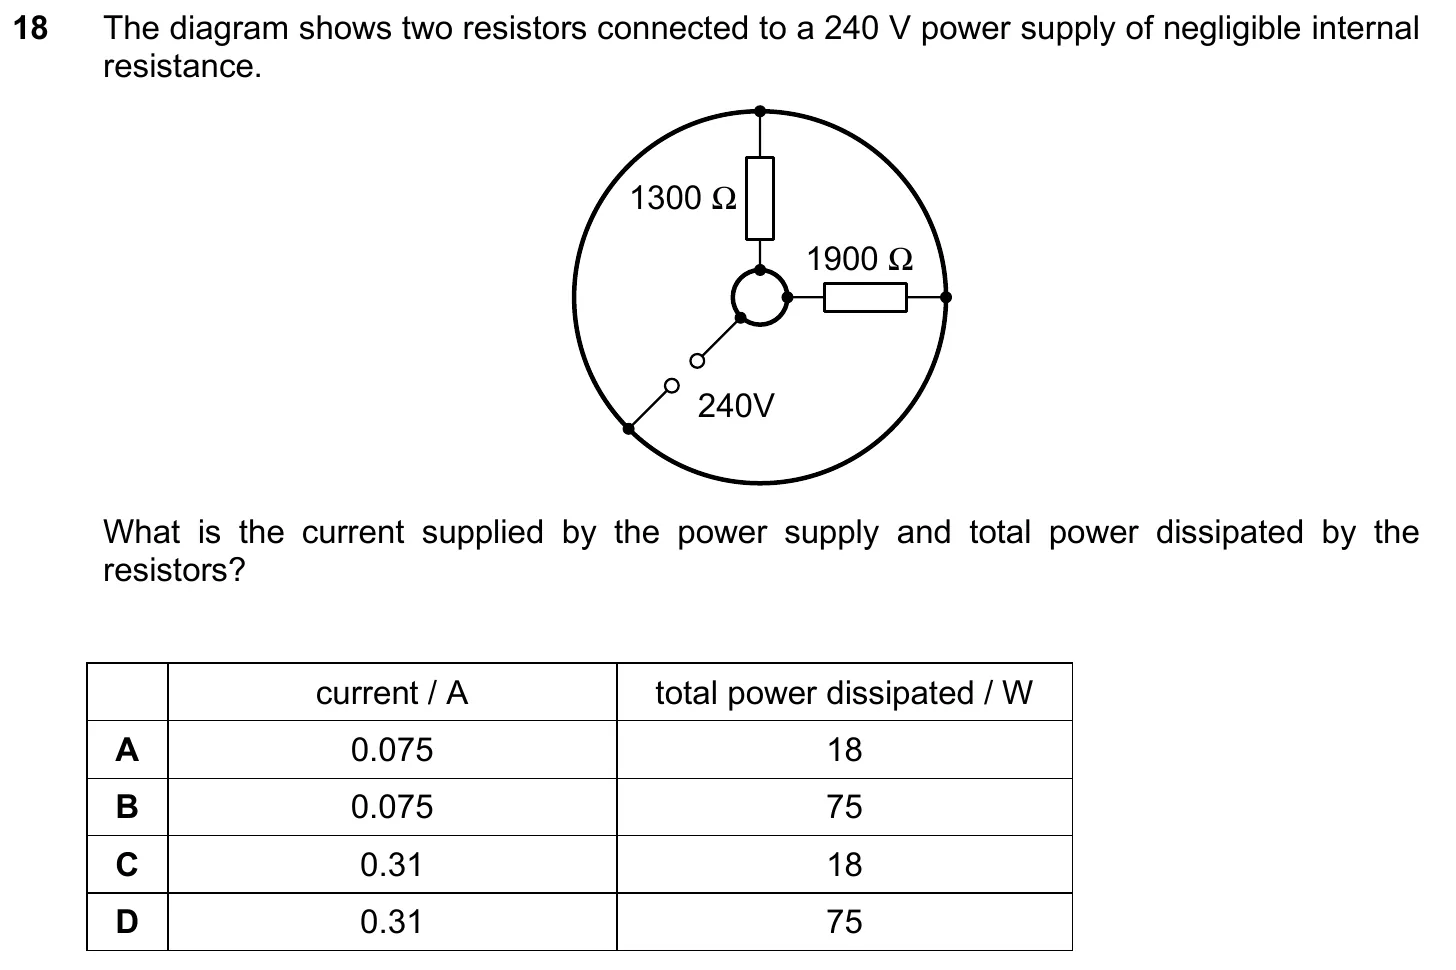 18 The diagram shows two resistors connected to a 240 V power supply of negligible internal
resistance.
1300 Ω
1900 Ω
240V
What is the current supplied by the power supply and total power dissipated by the
resistors?
current / A total power dissipated / W
A 0.075 18
B 0.075 75
C 0.31 18
D 0.31 75